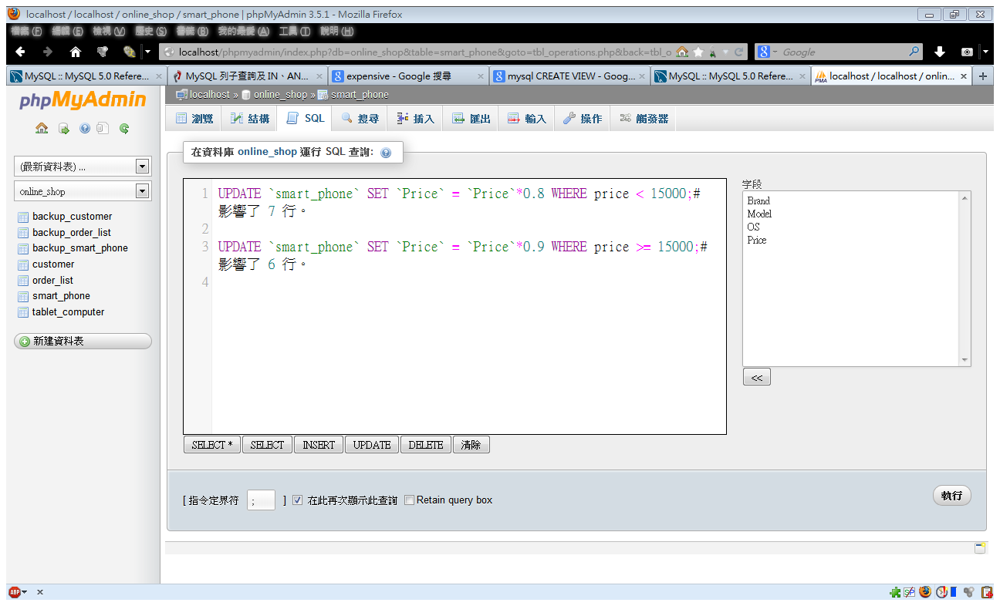 localhost / localhost / online_shop / smart_phone | phpMyAdmin 3.5.1 - Mozilla Firefox
檔案 (F) 編輯 (E) 檢視 (V) 歷史 (S) 書籤 (B) 我的最愛 (A) 工具 (T) 說明 (H)
localhost/phpmyadmin/index.php?db=online_shop&table=smart_phone&goto=tbl_operations.php&back=tbl_o
Google
MySQL :: MySQL 5.0 Refere...
MySQL 列子查詢及 IN、AN...
expensive - Google 搜尋
mysql CREATE VIEW - Goog...
MySQL :: MySQL 5.0 Refere...
localhost / localhost / onlin...
phpMyAdmin
localhost » online_shop » smart_phone
瀏覽 結構 SQL 搜尋 插入 匯出 輸入 操作 觸發器
(最新資料表) ...
online_shop
backup_customer
backup_order_list
backup_smart_phone
customer
order_list
smart_phone
tablet_computer
新建資料表
在資料庫 online_shop 運行 SQL 查詢:
1 UPDATE `smart_phone` SET `Price` = `Price`*0.8 WHERE price < 15000;#
影響了 7 行。
2
3 UPDATE `smart_phone` SET `Price` = `Price`*0.9 WHERE price >= 15000;#
影響了 6 行。
4
字段
Brand
Model
OS
Price
<<
SELECT * SELECT INSERT UPDATE DELETE 清除
[ 指令定界符 ; ] 在此再次顯示此查詢 Retain query box
執行
ABP